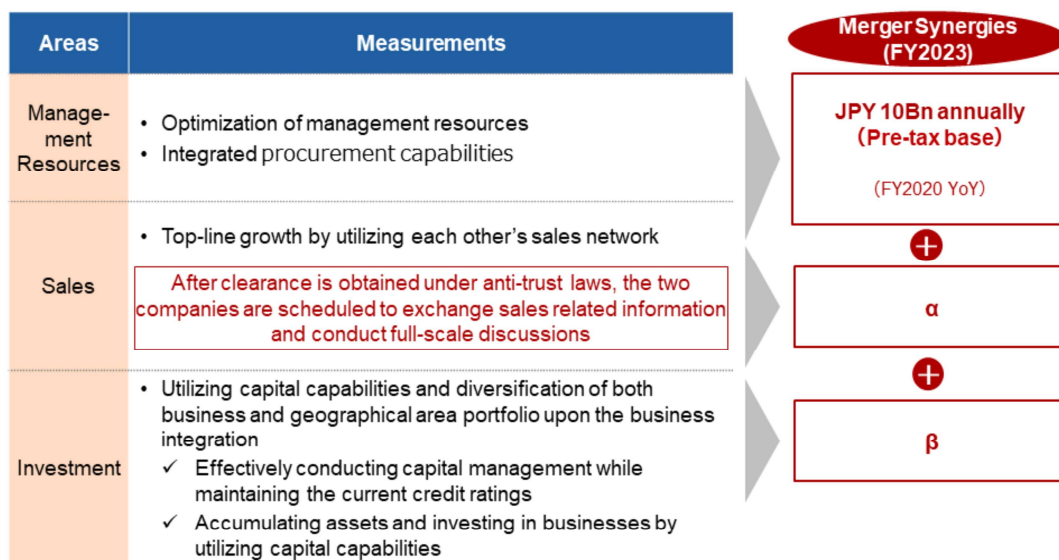 Areas
Measurements
Merger Synergies
(FY2023)
Manage-
ment
Resources
• Optimization of management resources
• Integrated procurement capabilities
JPY 10Bn annually
(Pre-tax base)
(FY2020 YoY)
+
Sales
• Top-line growth by utilizing each other’s sales network
After clearance is obtained under anti-trust laws, the two
companies are scheduled to exchange sales related information
and conduct full-scale discussions
α
+
Investment
• Utilizing capital capabilities and diversification of both
business and geographical area portfolio upon the business
integration
✓ Effectively conducting capital management while
maintaining the current credit ratings
✓ Accumulating assets and investing in businesses by
utilizing capital capabilities
β